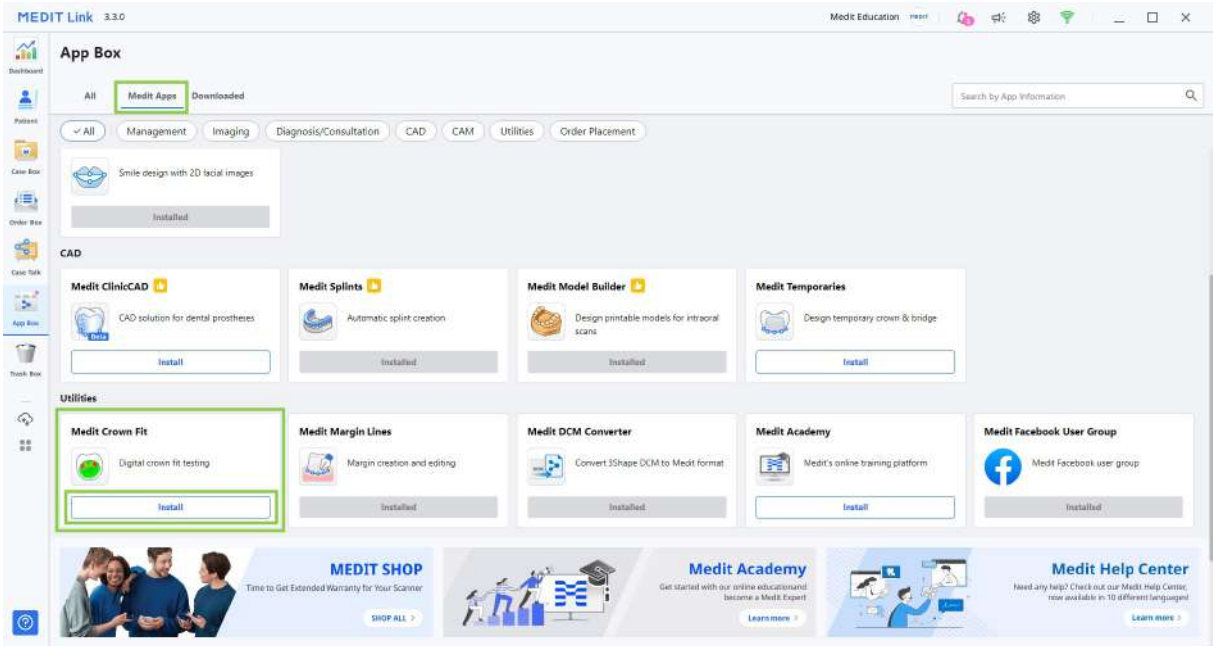 MEDIT Link 3.3.0
Medit Education MEDIT
App Box
All Medit Apps Downloaded
Search by App Information
All Management Imaging Diagnosis/Consultation CAD CAM Utilities Order Placement
Dashboard
Patient
Case Box
Order Box
Case Talk
App Box
Trash Box
Smile design with 2D facial images
Installed
CAD
Medit ClinicCAD
CAD solution for dental prostheses
Beta
Install
Medit Splints
Automatic splint creation
Installed
Medit Model Builder
Design printable models for intraoral
scans
Installed
Medit Temporaries
Design temporary crown & bridge
Install
Utilities
Medit Crown Fit
Digital crown fit testing
Install
Medit Margin Lines
Margin creation and editing
Installed
Medit DCM Converter
Convert 3Shape DCM to Medit format
Installed
Medit Academy
Medit's online training platform
Install
Medit Facebook User Group
Medit Facebook user group
Installed
MEDIT SHOP
Time to Get Extended Warranty for Your Scanner
SHOP ALL >
Medit Academy
Get started with our online educationand
become a Medit Expert
Learn more >
Medit Help Center
Need any help? Check out our Medit Help Center,
now available in 10 different languages!
Learn more >